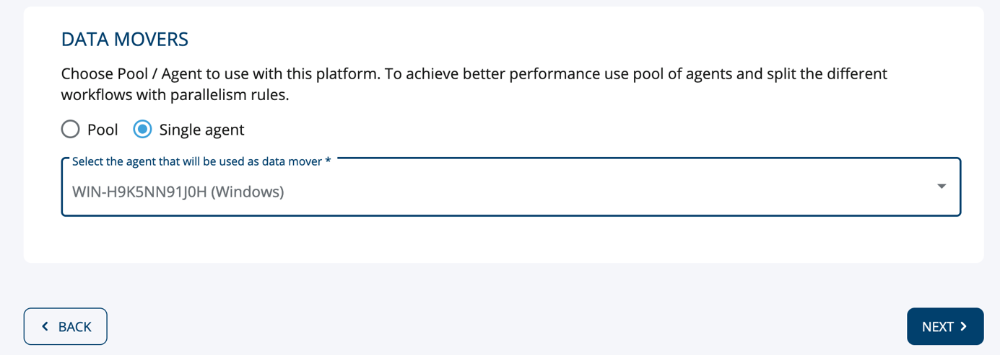 DATA MOVERS
Choose Pool / Agent to use with this platform. To achieve better performance use pool of agents and split the different
workflows with parallelism rules.
Pool Single agent
Select the agent that will be used as data mover *
WIN-H9K5NN91J0H (Windows)
BACK NEXT